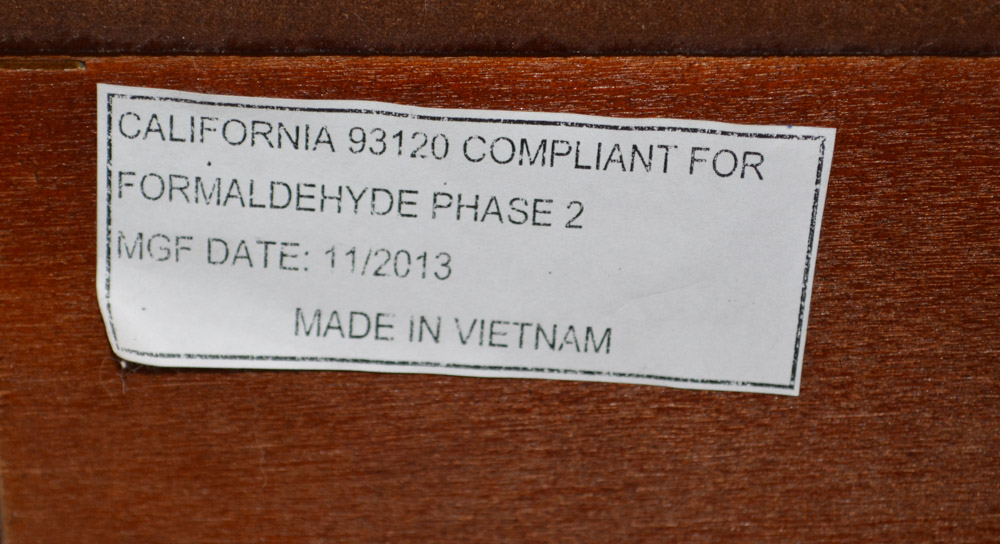 CALIFORNIA 93120 COMPLIANT FOR
FORMALDEHYDE PHASE 2
MGF DATE: 11/2013
MADE IN VIETNAM